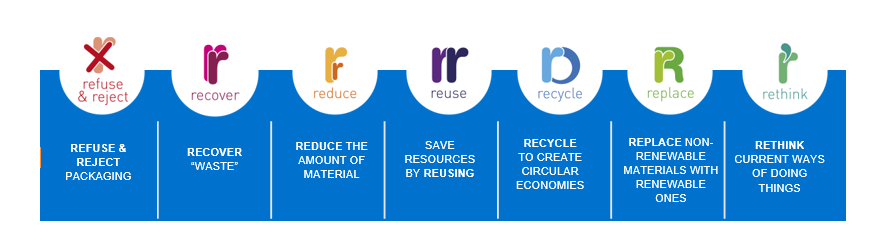 refuse
& reject
recover
reduce
reuse
recycle
replace
rethink
REFUSE &
REJECT
PACKAGING
RECOVER
“WASTE”
REDUCE THE
AMOUNT OF
MATERIAL
SAVE
RESOURCES
BY REUSING
RECYCLE
TO CREATE
CIRCULAR
ECONOMIES
REPLACE NON-
RENEWABLE
MATERIALS WITH
RENEWABLE
ONES
RETHINK
CURRENT WAYS
OF DOING
THINGS